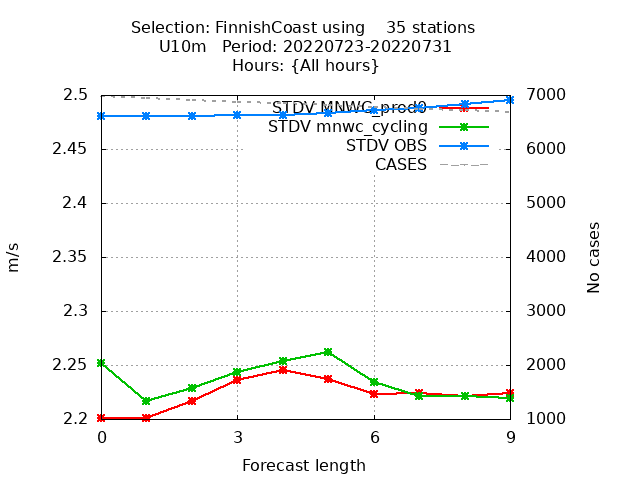 Selection: FinnishCoast using 35 stations
U10m Period: 20220723-20220731
Hours: {All hours}
2.5
2.45
2.4
2.35
2.3
2.25
2.2
7000
6000
5000
4000
3000
2000
1000
STDV MNWC_prod0
STDV mnwc_cycling
STDV OBS
CASES
m/s
No cases
0 3 6 9
Forecast length